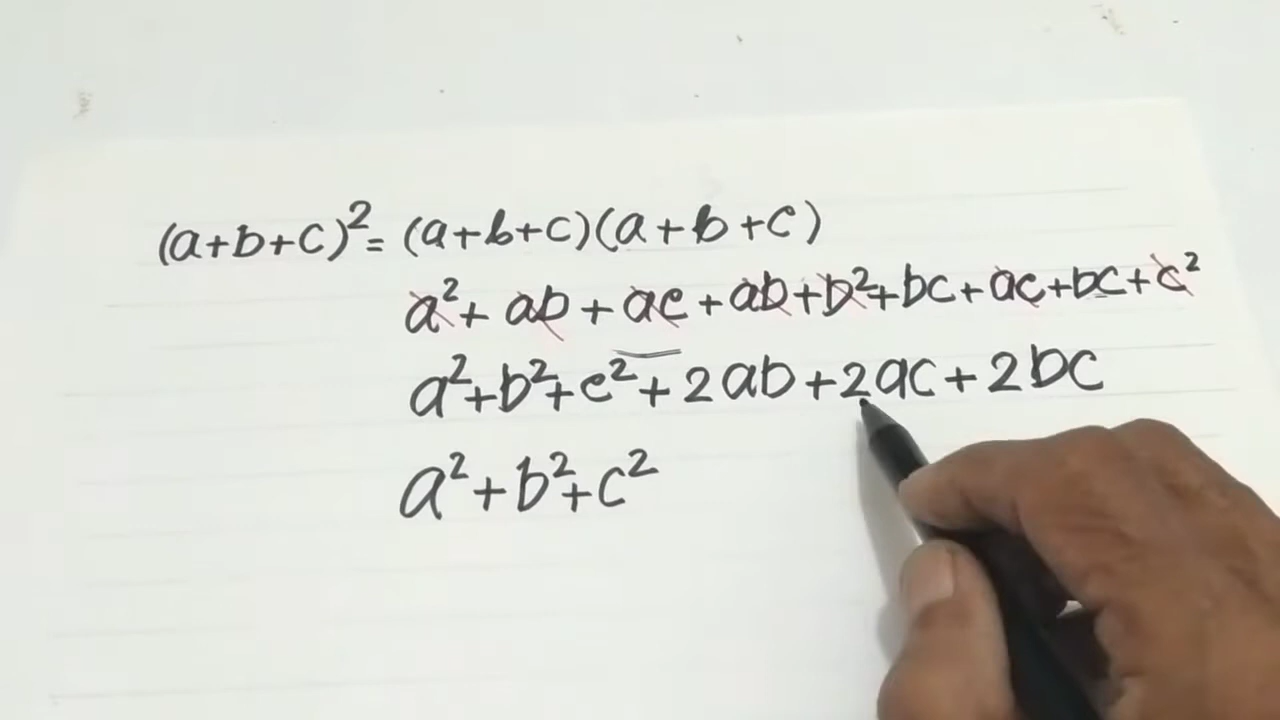 (a+b+c)²= (a+b+c)(a+b+c)
a²+ ab + ac + ab+b²+bc+ac+bc+c²
a²+b²+c²+2ab+2ac+2bc
a²+b²+c²